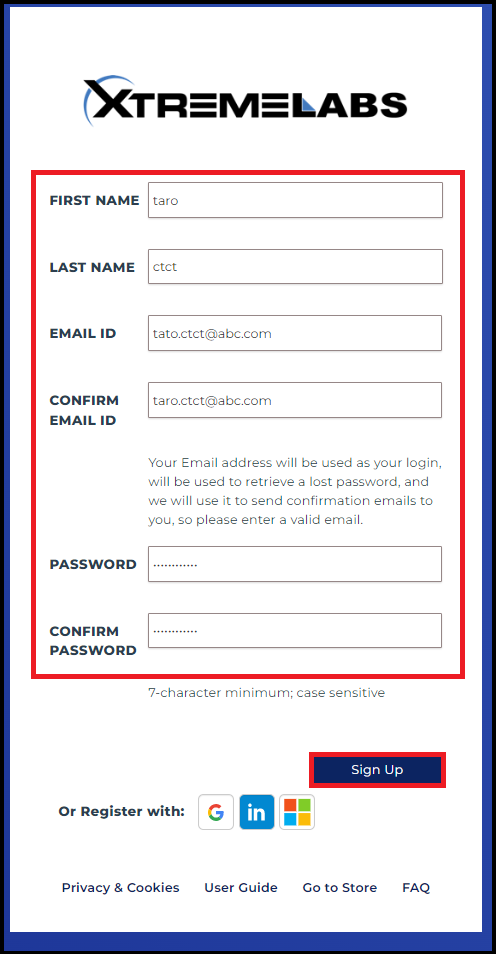 XTREMELABS
FIRST NAME taro
LAST NAME ctct
EMAIL ID tato.ctct@abc.com
CONFIRM
EMAIL ID
taro.ctct@abc.com
Your Email address will be used as your login,
will be used to retrieve a lost password, and
we will use it to send confirmation emails to
you, so please enter a valid email.
PASSWORD ············
CONFIRM
PASSWORD
············
7-character minimum; case sensitive
Sign Up
Or Register with: G in
Privacy & Cookies User Guide Go to Store FAQ